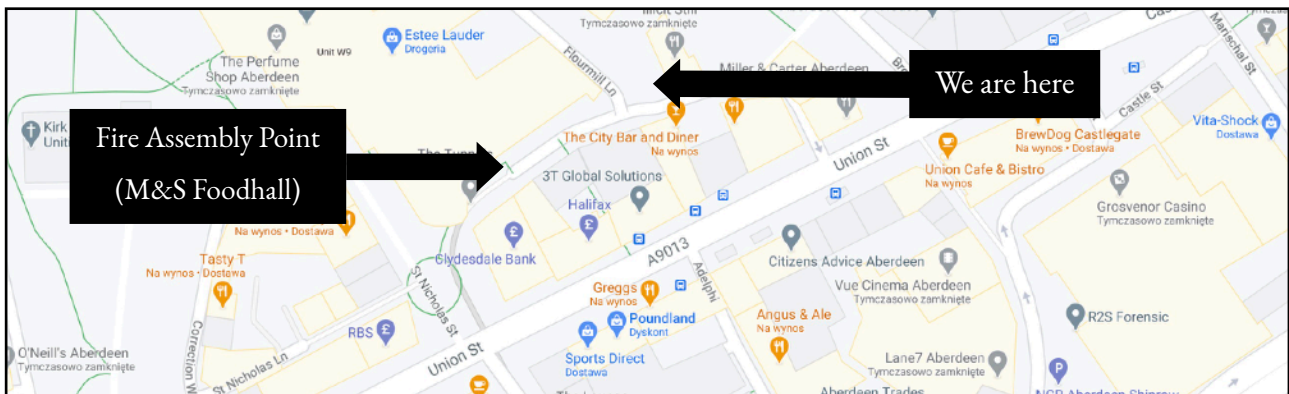 Estee Lauder
Drogeria
Unit W9
The Perfume
Shop Aberdeen
Tymczasowo zamknięte
Tymczasowo zamknięte
Flourmill Ln
Miller & Carter Aberdeen
We are here
Marischal St
Castle St
Vita-Shock
Dostawa
Kirk
Fire Assembly Point
(M&S Foodhall)
The City Bar and Diner
Na wynos
3T Global Solutions
Halifax
Union St
BrewDog Castlegate
Na wynos • Dostawa
Union Cafe & Bistro
Na wynos
Grosvenor Casino
Tymczasowo zamknięte
Na wynos • Dostawa
Tasty T
Na wynos • Dostawa
Clydesdale Bank
A9013
Adelphi
Citizens Advice Aberdeen
Vue Cinema Aberdeen
Tymczasowo zamknięte
St Nicholas St
Greggs
Na wynos
Poundland
Dyskont
Angus & Ale
Na wynos
R2S Forensic
RBS
Sports Direct
Dostawa
Union St
O'Neill's Aberdeen
Tymczasowo zamknięte
Correction W
St Nicholas Ln
Lane7 Aberdeen
Tymczasowo zamknięte
P
Aberdeen Trades